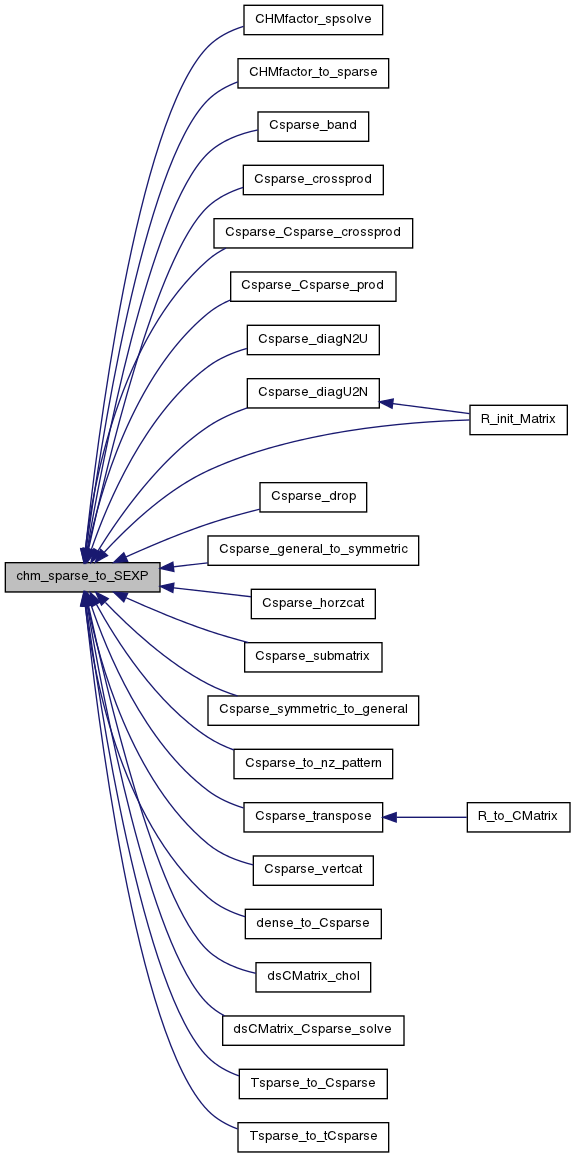 CHMfactor_spsolve
CHMfactor_to_sparse
Csparse_band
Csparse_crossprod
Csparse_Csparse_crossprod
Csparse_Csparse_prod
Csparse_diagN2U
Csparse_diagU2N
R_init_Matrix
Csparse_drop
Csparse_general_to_symmetric
chm_sparse_to_SEXP
Csparse_horzcat
Csparse_submatrix
Csparse_symmetric_to_general
Csparse_to_nz_pattern
Csparse_transpose
R_to_CMatrix
Csparse_vertcat
dense_to_Csparse
dsCMatrix_chol
dsCMatrix_Csparse_solve
Tsparse_to_Csparse
Tsparse_to_tCsparse